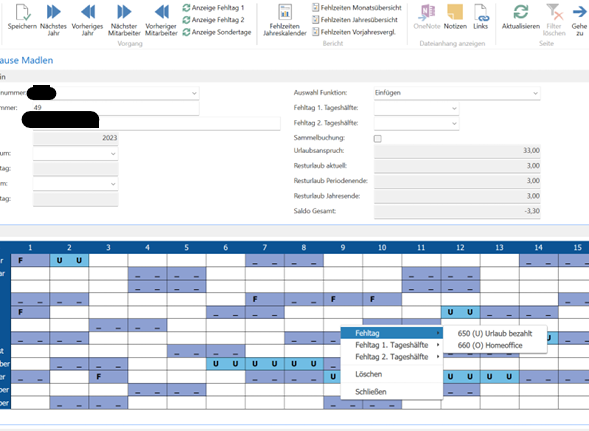 Speichern Nächstes Jahr Vorheriges Jahr Nächster Mitarbeiter Vorheriger Mitarbeiter
Anzeige Fehltag 1
Anzeige Fehltag 2
Anzeige Sondertage
Vorgang
Fehlzeiten Jahreskalender
Fehlzeiten Monatsübersicht
Fehlzeiten Jahresübersicht
Fehlzeiten Vorjahresvergl.
Bericht
OneNote Notizen Links
Dateianhang anzeigen
Aktualisieren Filter löschen Gehe zu
Seite
ause Madlen
in
nummer:
ummer: 49
2023
um:
tag:
m:
tag:
Auswahl Funktion: Einfügen
Fehltag 1. Tageshälfte:
Fehltag 2. Tageshälfte:
Sammelbuchung:
Urlaubsanspruch: 33,00
Resturlaub aktuell: 3,00
Resturlaub Periodenende: 3,00
Resturlaub Jahresende: 3,00
Saldo Gesamt: -3,30
1 2 3 4 5 6 7 8 9 10 11 12 13 14 15
r F U U _ _ _ _ _ _ _
ar _ _ _ _ _ _ _ _
_ _ _ _ _ _ _ _
_ _ _ F _ F F _ _
F _ _ _ _ U U _ _ _ _
_ _ _ _
_ _ _ _ _ _ U
st _ _ _ _
ber _ _ _ _ U U U U U U
er _ _ _ F _ _ _ U U U U U _ _
ber _ _ _ _ _ _
ber _ _ _ _ _ _ _ _
Fehltag
Fehltag 1. Tageshälfte
Fehltag 2. Tageshälfte
Löschen
Schließen
650 (U) Urlaub bezahlt
660 (O) Homeoffice